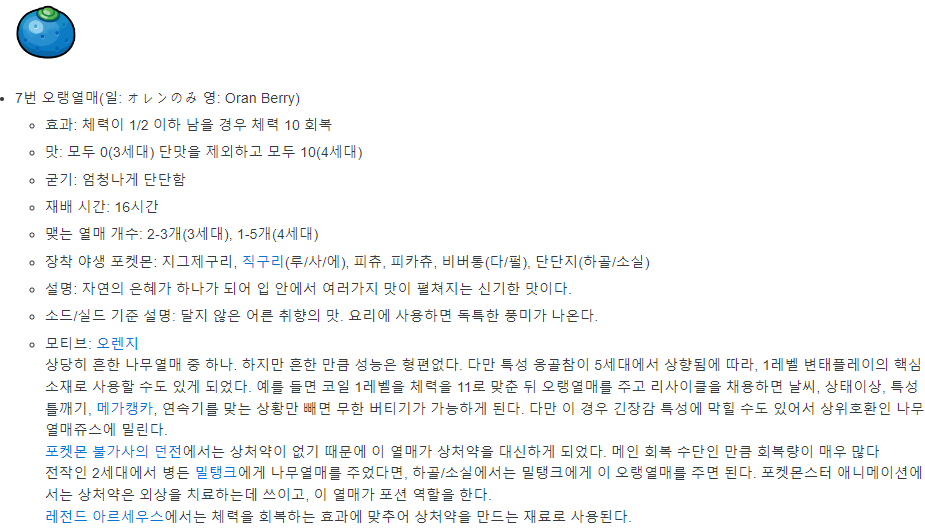 7번 오랭열매(일: オレンのみ 영: Oran Berry)
효과: 체력이 1/2 이하 남을 경우 체력 10 회복
맛: 모두 0(3세대) 단맛을 제외하고 모두 10(4세대)
굳기: 엄청나게 단단함
재배 시간: 16시간
맺는 열매 개수: 2-3개(3세대), 1-5개(4세대)
장착 야생 포켓몬: 지그제구리, 직구리(루/사/에), 피츄, 피카츄, 비버통(다/펄), 단단지(하골/소실)
설명: 자연의 은혜가 하나가 되어 입 안에서 여러가지 맛이 펼쳐지는 신기한 맛이다.
소드/실드 기준 설명: 달지 않은 어른 취향의 맛. 요리에 사용하면 독특한 풍미가 나온다.
모티브: 오렌지
상당히 흔한 나무열매 중 하나. 하지만 흔한 만큼 성능은 형편없다. 다만 특성 옹골참이 5세대에서 상향됨에 따라, 1레벨 변태플레이의 핵심
소재로 사용할 수도 있게 되었다. 예를 들면 코일 1레벨을 체력을 11로 맞춘 뒤 오랭열매를 주고 리사이클을 채용하면 날씨, 상태이상, 특성
틀깨기, 메가캥카, 연속기를 맞는 상황만 빼면 무한 버티기가 가능하게 된다. 다만 이 경우 긴장감 특성에 막힐 수도 있어서 상위호환인 나무
열매쥬스에 밀린다.
포켓몬 불가사의 던전에서는 상처약이 없기 때문에 이 열매가 상처약을 대신하게 되었다. 메인 회복 수단인 만큼 회복량이 매우 많다
전작인 2세대에서 병든 밀탱크에게 나무열매를 주었다면, 하골/소실에서는 밀탱크에게 이 오랭열매를 주면 된다. 포켓몬스터 애니메이션에
서는 상처약은 외상을 치료하는데 쓰이고, 이 열매가 포션 역할을 한다.
레전드 아르세우스에서는 체력을 회복하는 효과에 맞추어 상처약을 만드는 재료로 사용된다.